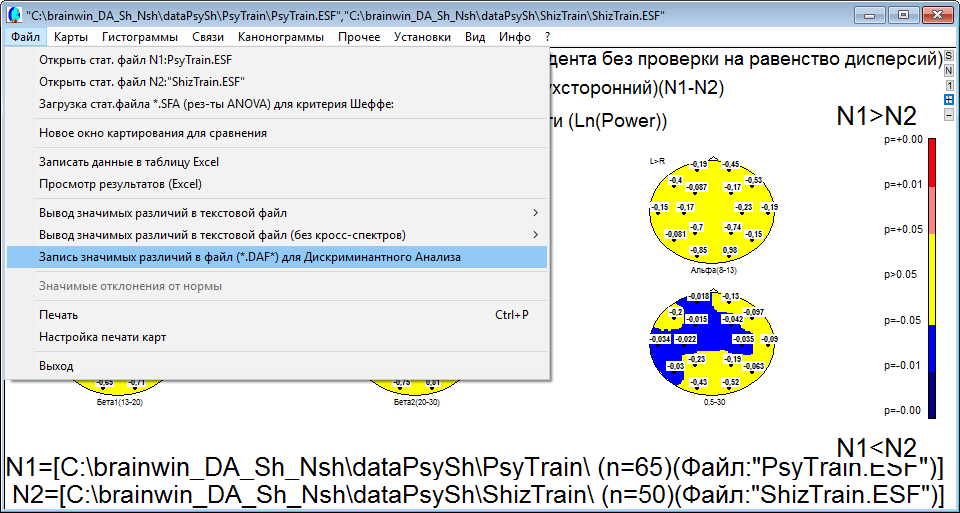 "C:\brainwin_DA_Sh_Nsh\dataPsySh\PsyTrain\PsyTrain.ESF","C:\brainwin_DA_Sh_Nsh\dataPsySh\ShizTrain\ShizTrain.ESF"
Файл Карты Гистограммы Связи Канонограммы Прочее Установки Вид Инфо ?
Открыть стат. файл N1:PsyTrain.ESF
Открыть стат. файл N2:"ShizTrain.ESF"
Загрузка стат.файла *.SFA (рез-ты ANOVA) для критерия Шеффе:
Новое окно картирования для сравнения
Записать данные в таблицу Excel
Просмотр результатов (Excel)
Вывод значимых различий в текстовой файл
Вывод значимых различий в текстовой файл (без кросс-спектров)
Запись значимых различий в файл (*.DAF*) для Дискриминантного Анализа
Значимые отклонения от нормы
Печать Ctrl+P
Настройка печати карт
Выход
дента без проверки на равенство дисперсий)
ухсторонний)(N1-N2)
ти (Ln(Power))
S
N
1
N1>N2
p=+0.00
p=+0.01
p=+0.05
p>0.05
p=-0.05
p=-0.01
p=-0.00
N1<N2
L>R
-0,19 -0,45
-0,4 -0,087 -0,17 -0,53
-0,15 -0,17 -0,23 -0,19
-0,081 -0,7 -0,74 -0,15
-0,85 0,98
Альфа(8-13)
-0,018 -0,13
-0,2 -0,015 -0,042 -0,097
-0,034 -0,022 -0,035 -0,09
-0,03 -0,23 -0,19 -0,063
-0,43 -0,52
0,5-30
-0,65 -0,71
Бета1(13-20)
-0,75 0,81
Бета2(20-30)
N1=[C:\brainwin_DA_Sh_Nsh\dataPsySh\PsyTrain\ (n=65)(Файл:"PsyTrain.ESF")]
N2=[C:\brainwin_DA_Sh_Nsh\dataPsySh\ShizTrain\ (n=50)(Файл:"ShizTrain.ESF")]